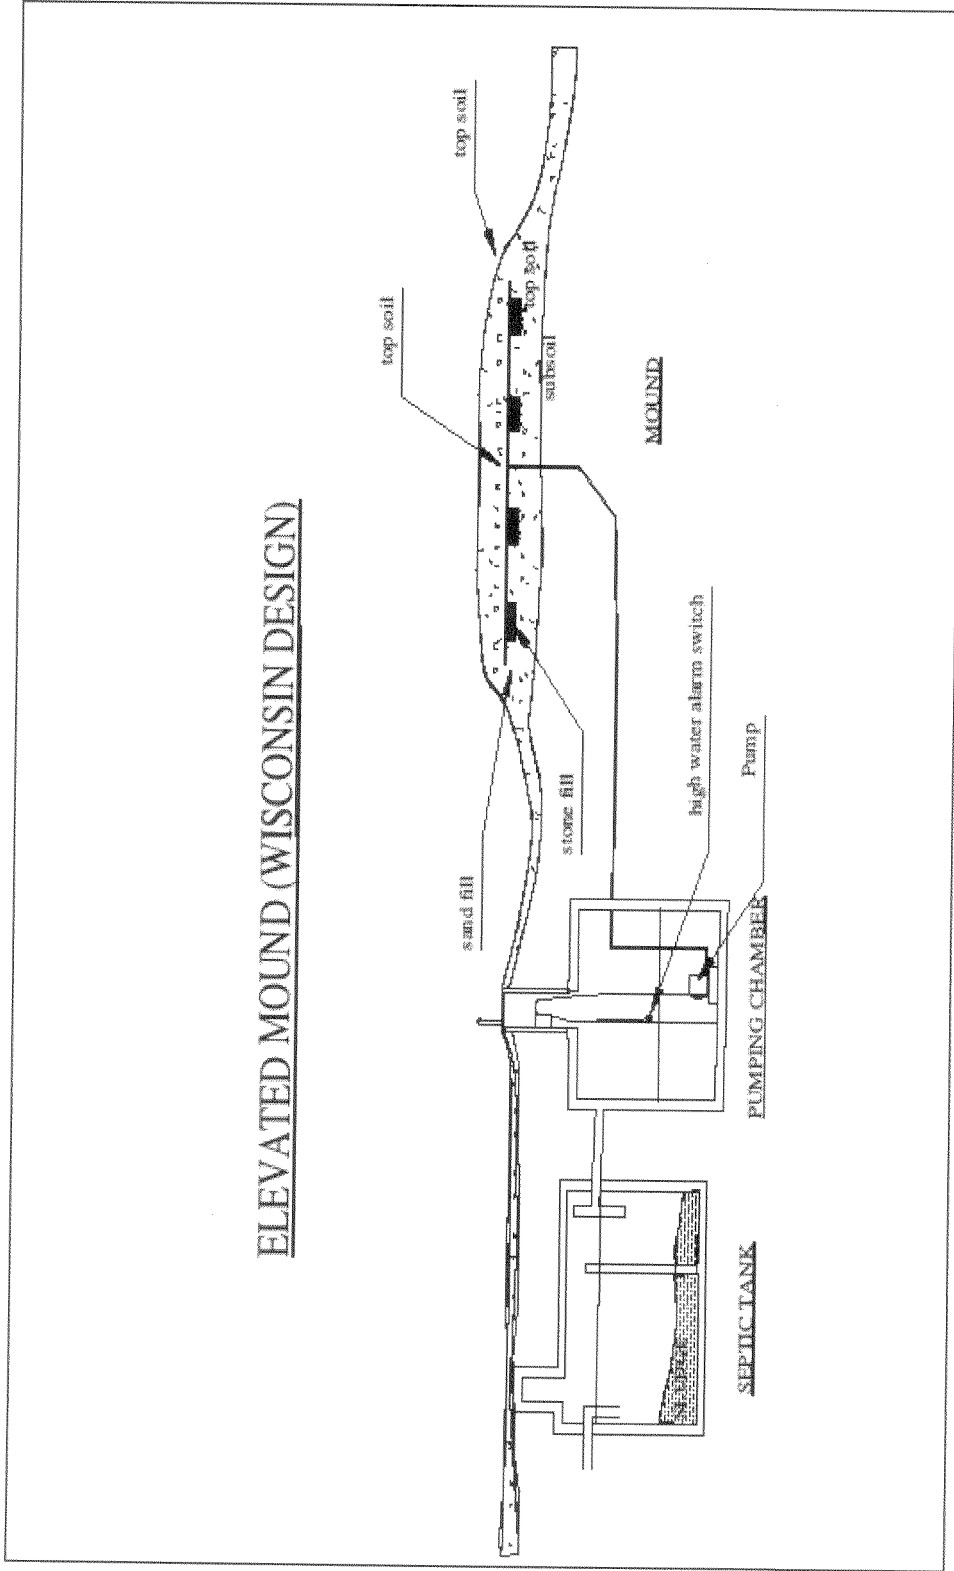 ELEVATED MOUND (WISCONSIN DESIGN)
top soil
top soil
top soil
subsoil
sand fill
stone fill
MOUND
high water alarm switch
Pump
SEPTIC TANK
PUMPING CHAMBER
SLUDGE